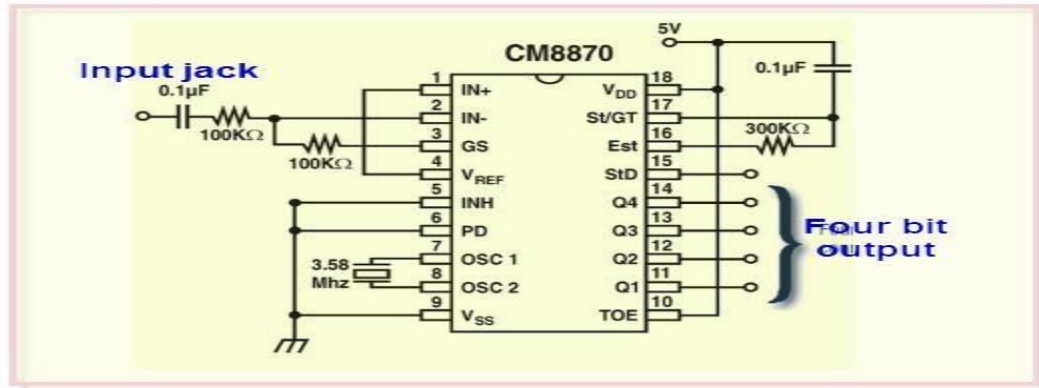 5V
CM8870
Input jack
0.1µF
100KΩ
100KΩ
1 IN+
2 IN-
3 GS
4 VREF
5 INH
6 PD
7 OSC 1
8 OSC 2
9 VSS
3.58
Mhz
18 VDD
17 St/GT
16 Est
15 StD
14 Q4
13 Q3
12 Q2
11 Q1
10 TOE
0.1µF
300KΩ
Four bit
output